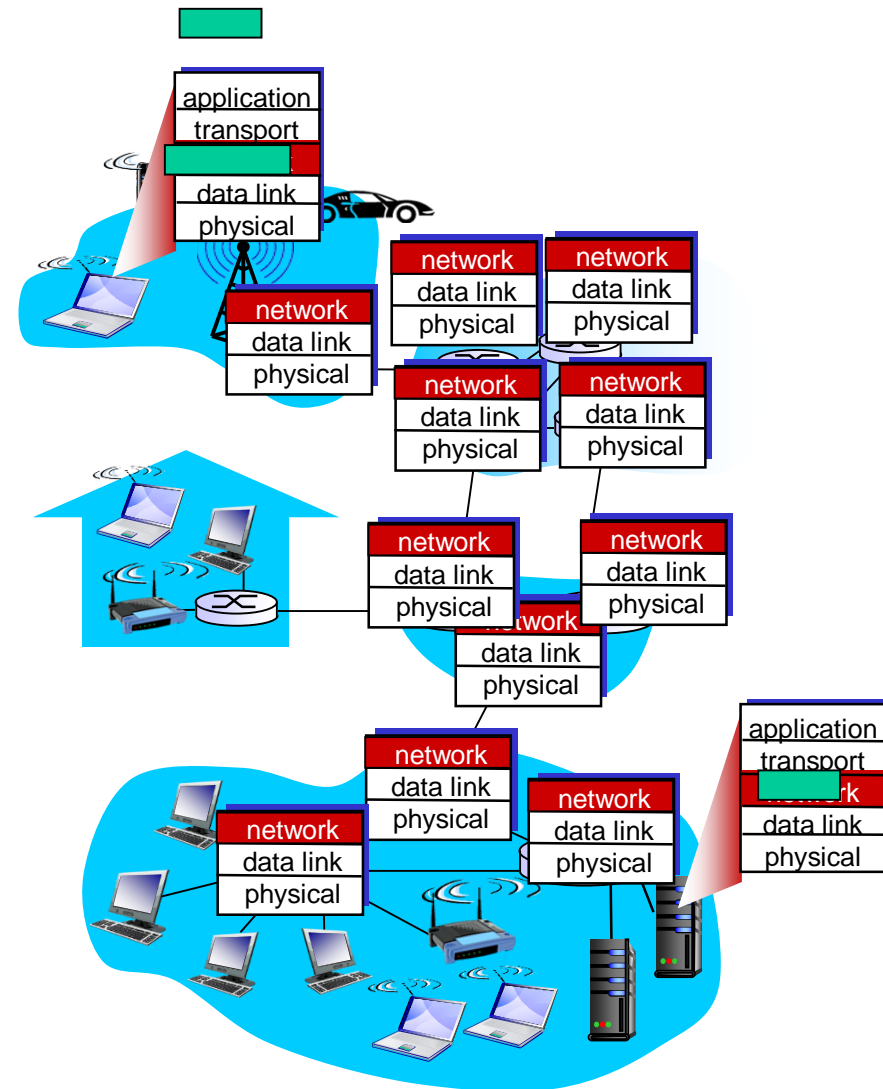 application
transport
data link
physical
network
data link
physical
network
data link
physical
network
data link
physical
network
data link
physical
network
data link
physical
network
data link
physical
network
data link
physical
network
data link
physical
application
transport
data link
physical
network
data link
physical
network
data link
physical
network
data link
physical